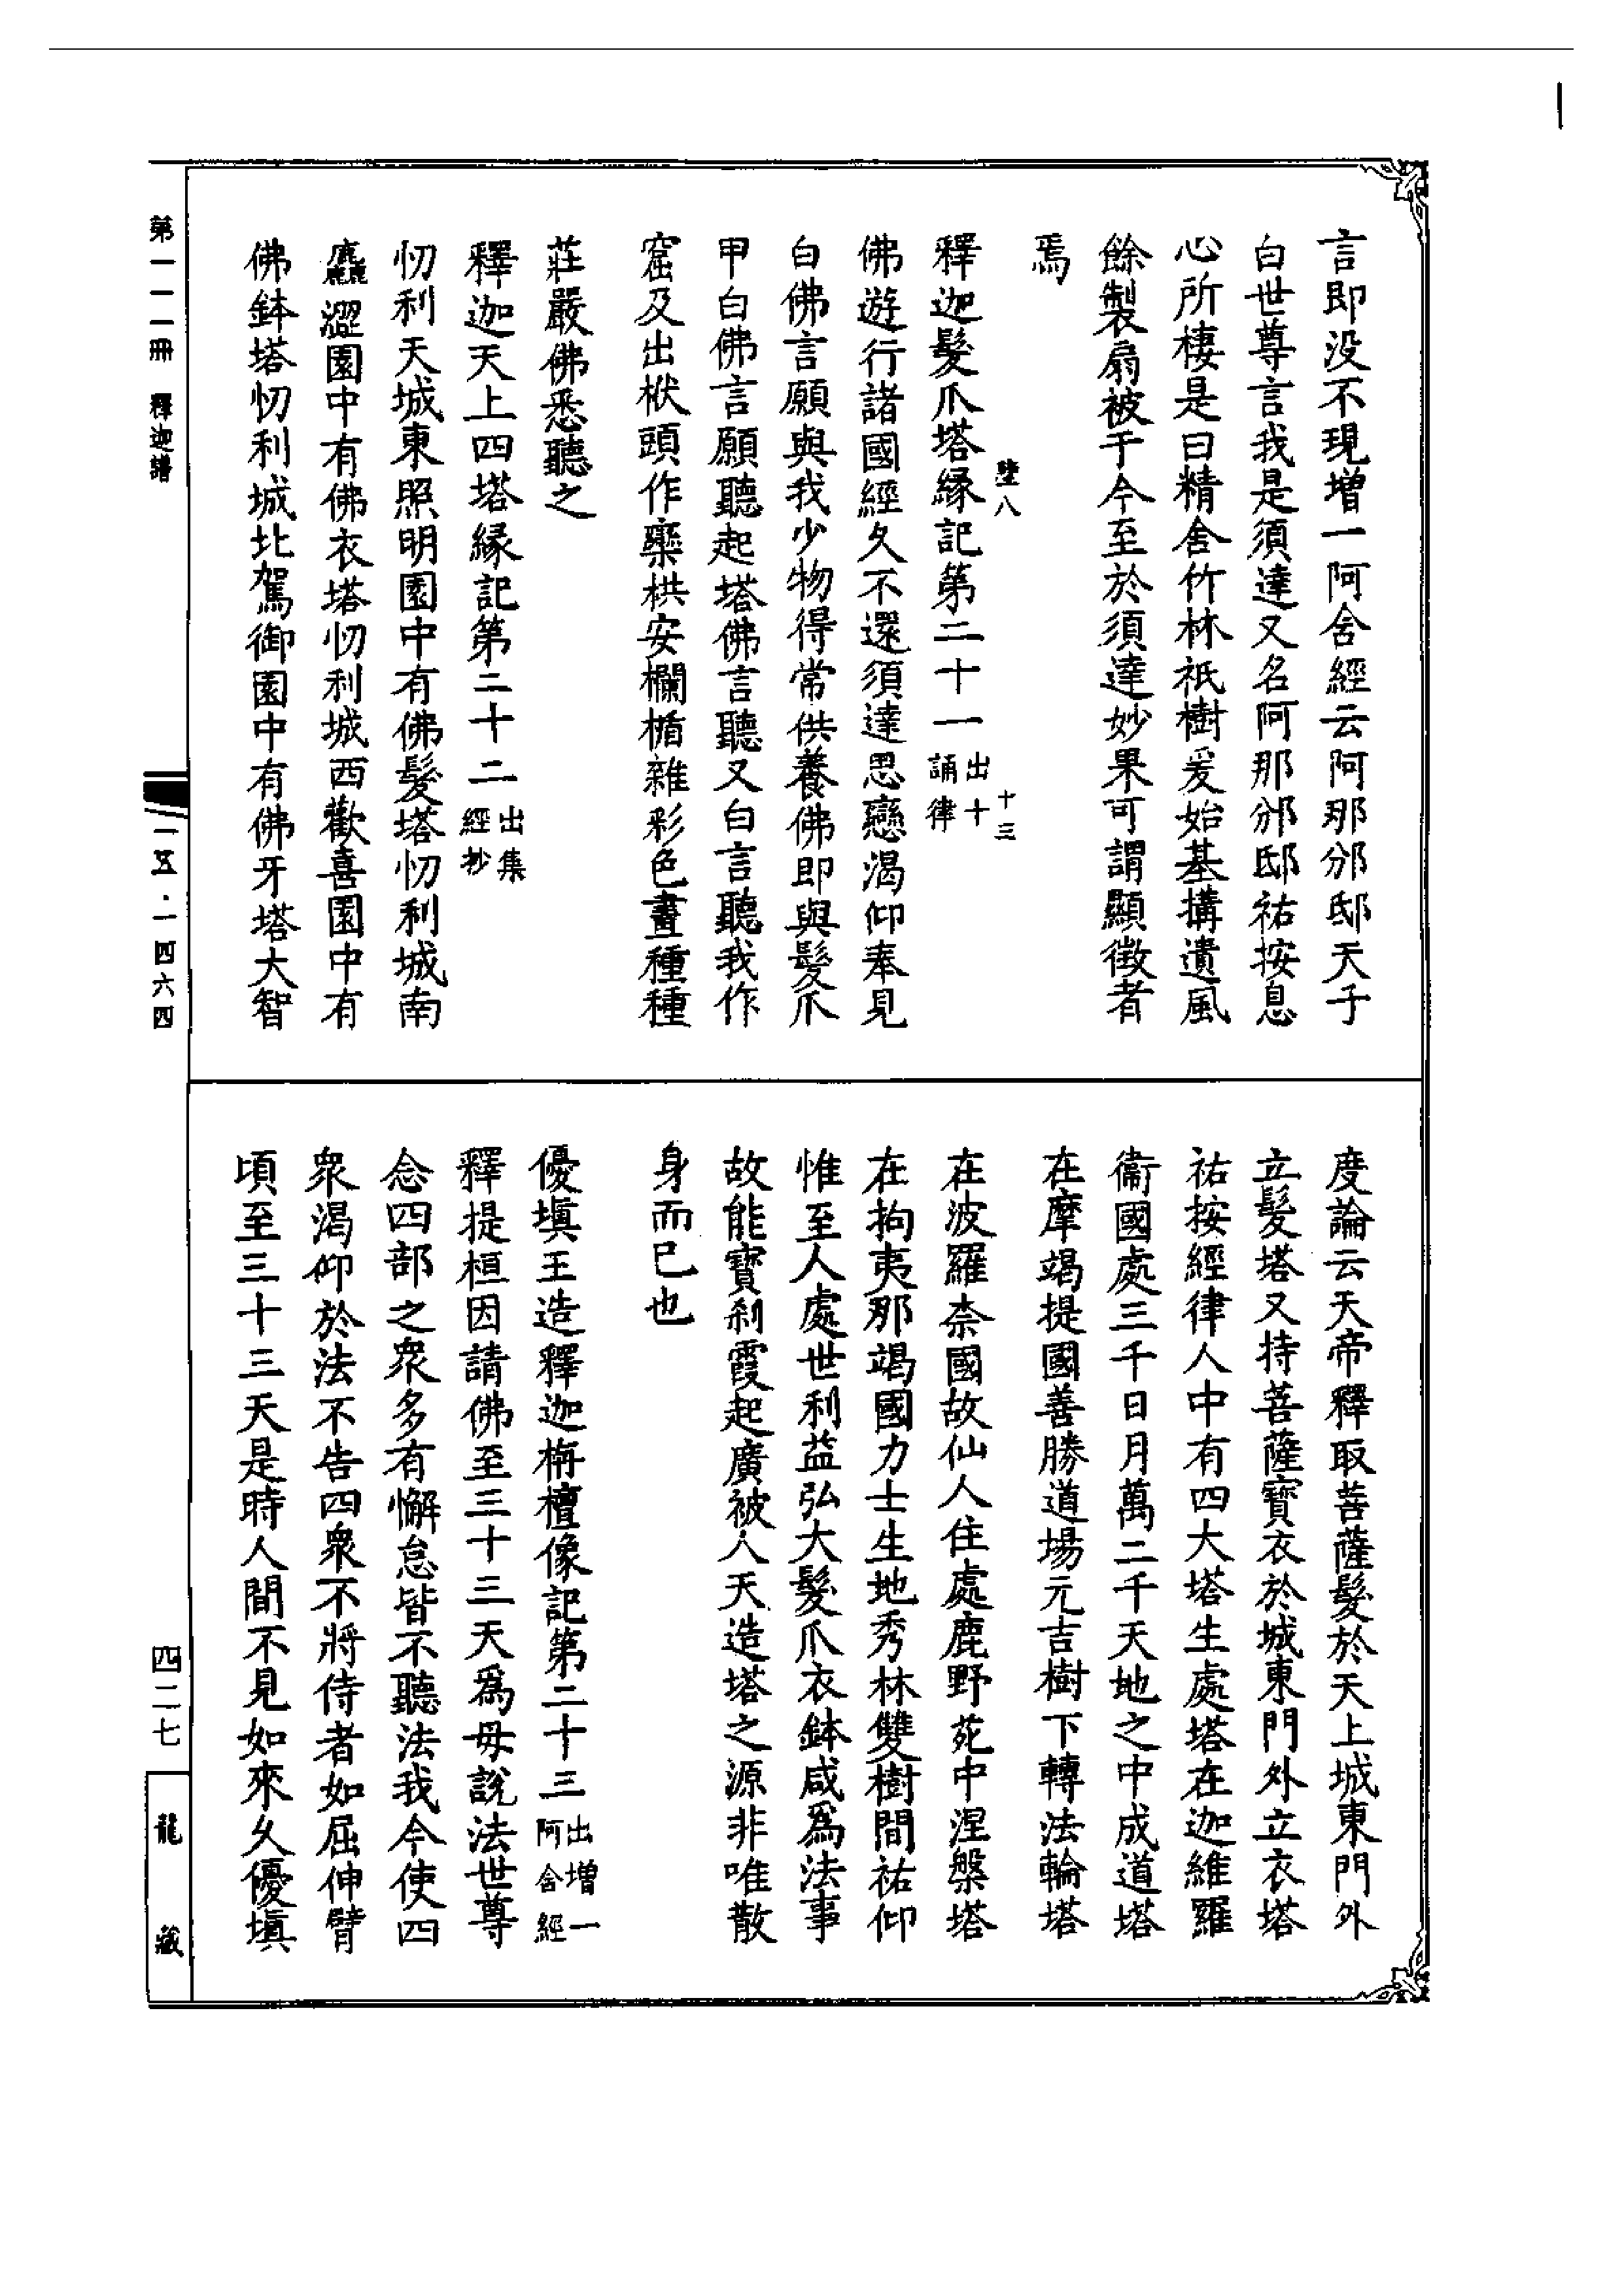 言即没不現增一阿含經云阿那邠邸天子
白世尊言我是須達又名阿那邠邸祐按息
心所棲是曰精舍竹林祇樹爰始基搆遺風
餘製扇被于今至於須達妙果可謂顯徴者
焉
陸八
十三
釋迦髮爪塔縁記第二十一出十誦律
佛遊行諸國經久不還須達思戀渴仰奉見
白佛言願與我少物得常供養佛即與髮爪
甲白佛言願聽起塔佛言聽又白言聽我作
窟及出栿頭作欒栱安欄楯雜彩色畫種種
莊嚴佛悉聽之
釋迦天上四塔縁記第二十二出集經抄
忉利天城東照明園中有佛髮塔忉利城南
麤澀園中有佛衣塔忉利城西歡喜園中有
佛鉢塔忉利城北駕御園中有佛牙塔大智
度論云天帝釋取菩薩髮於天上城東門外
立髮塔又持菩薩寶衣於城東門外立衣塔
祐按經律人中有四大塔生處塔在迦維羅
衞國處三千日月萬二千天地之中成道塔
在摩竭提國善勝道場元吉樹下轉法輪塔
在波羅柰國故仙人住處鹿野苑中涅槃塔
在拘夷那竭國力士生地秀林雙樹間祐仰
惟至人處世利益弘大髮爪衣鉢咸爲法事
故能寶刹霞起廣被人天造塔之源非唯散
身而已也
優塡王造釋迦栴檀像記第二十三出增一阿含經
釋提桓因請佛至三十三天爲母說法世尊
念四部之衆多有懈怠皆不聽法我今使四
衆渴仰於法不告四衆不將侍者如屈伸臂
頃至三十三天是時人間不見如來久優塡
第一一一冊 釋迦譜
一五·一四六四
四二七
龍藏